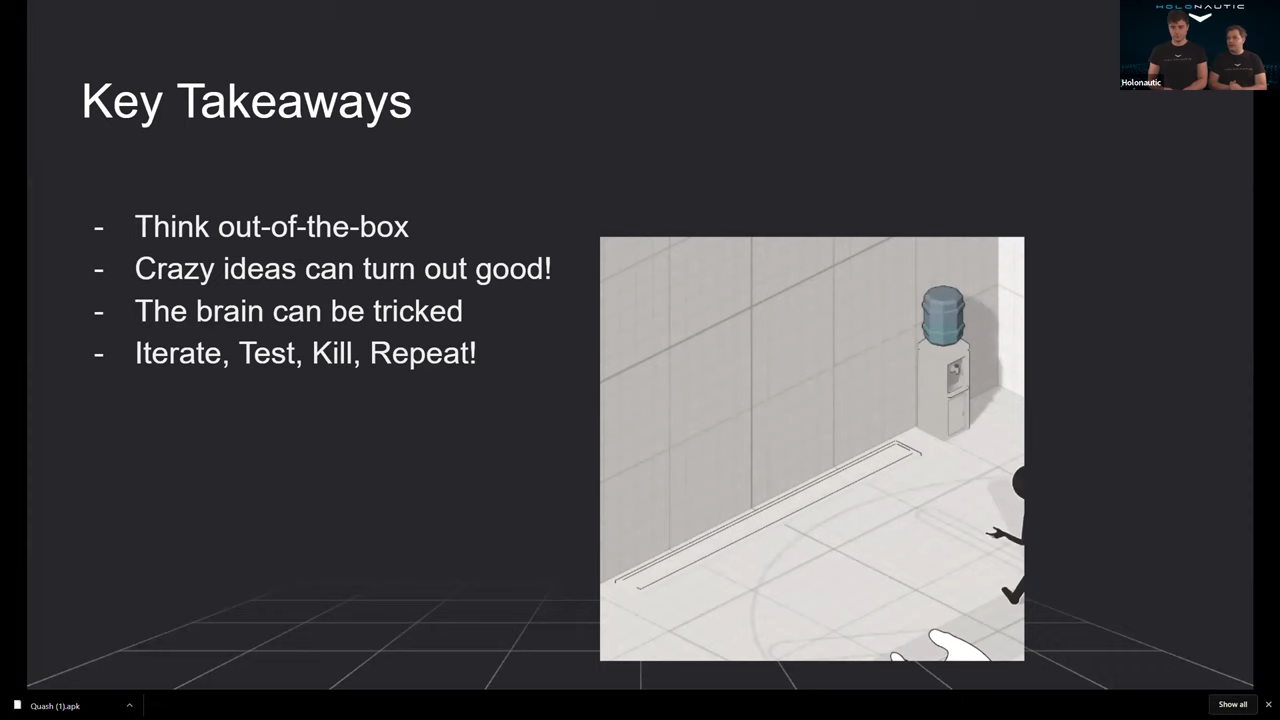 HOLONAUTIC
Holonautic
Key Takeaways
- Think out-of-the-box
- Crazy ideas can turn out good!
- The brain can be tricked
- Iterate, Test, Kill, Repeat!
Quash (1).apk
Show all